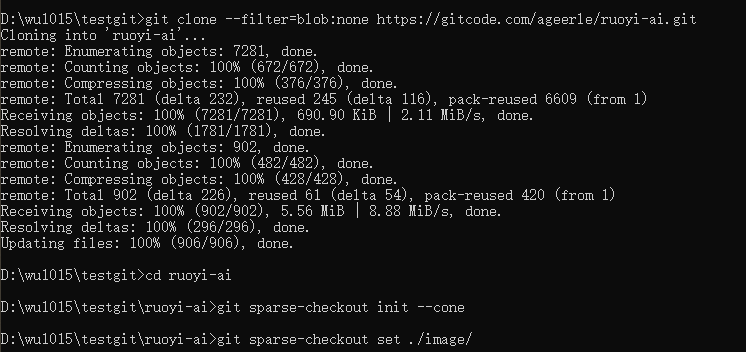 D:\wu1015\testgit>git clone --filter=blob:none https://gitcode.com/ageerle/ruoyi-ai.git
Cloning into 'ruoyi-ai'...
remote: Enumerating objects: 7281, done.
remote: Counting objects: 100% (672/672), done.
remote: Compressing objects: 100% (376/376), done.
remote: Total 7281 (delta 232), reused 245 (delta 116), pack-reused 6609 (from 1)
Receiving objects: 100% (7281/7281), 690.90 KiB | 2.11 MiB/s, done.
Resolving deltas: 100% (1781/1781), done.
remote: Enumerating objects: 902, done.
remote: Counting objects: 100% (482/482), done.
remote: Compressing objects: 100% (428/428), done.
remote: Total 902 (delta 226), reused 61 (delta 54), pack-reused 420 (from 1)
Receiving objects: 100% (902/902), 5.56 MiB | 8.88 MiB/s, done.
Resolving deltas: 100% (296/296), done.
Updating files: 100% (906/906), done.
D:\wu1015\testgit>cd ruoyi-ai
D:\wu1015\testgit\ruoyi-ai>git sparse-checkout init --cone
D:\wu1015\testgit\ruoyi-ai>git sparse-checkout set ./image/